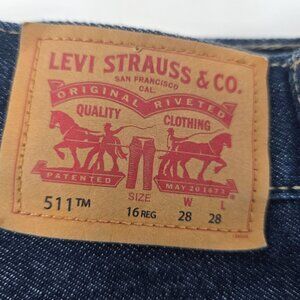 LEVI STRAUSS & CO.
SAN FRANCISCO
CAL.
ORIGINAL RIVETED
QUALITY CLOTHING
PATENTED MAY 20 1873
SIZE W L
511™ 16 REG 28 28